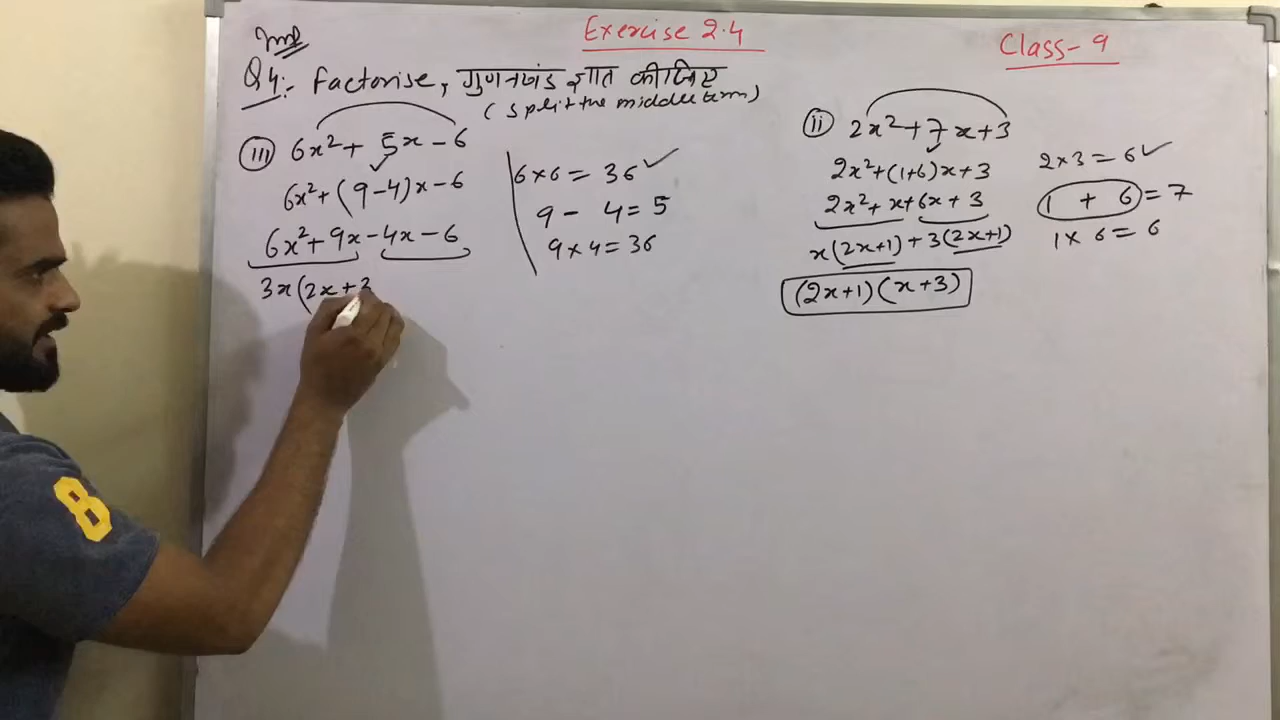 Imp
Exercise 2.4
Class-9
Q4:- Factorise, गुणनखंड ज्ञात कीजिए
(split the middle term)
iii 6x² + 5x - 6
6x² + (9-4)x - 6
6x² + 9x - 4x - 6
3x(2x+3
6×6 = 36 ✓
9 - 4 = 5
9×4 = 36
ii 2x² + 7x + 3
2x² + (1+6)x + 3
2x² + x + 6x + 3
x(2x+1) + 3(2x+1)
(2x+1)(x+3)
2×3 = 6 ✓
1 + 6 = 7
1×6 = 6
8